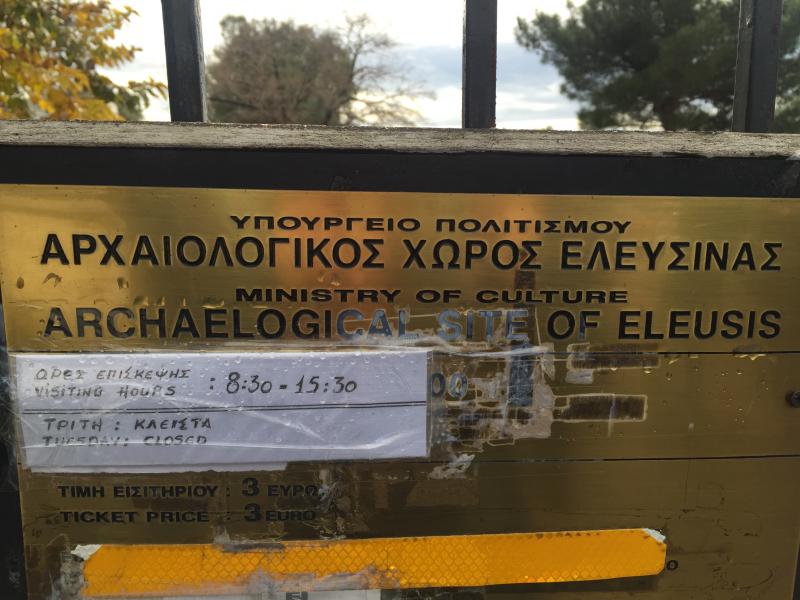 ΥΠΟΥΡΓΕΙΟ ΠΟΛΙΤΙΣΜΟΥ
ΑΡΧΑΙΟΛΟΓΙΚΟΣ ΧΩΡΟΣ ΕΛΕΥΣΙΝΑΣ
MINISTRY OF CULTURE
ARCHAELOGICAL SITE OF ELEUSIS
ΩΡΕΣ ΕΠΙΣΚΕΨΗΣ
VISITING HOURS : 8:30 - 15:30
00
ΤΡΙΤΗ : ΚΛΕΙΣΤΑ
TUESDAY: CLOSED
ΤΙΜΗ ΕΙΣΙΤΗΡΙΟΥ : 3 ΕΥΡΩ
TICKET PRICE : 3 EURO